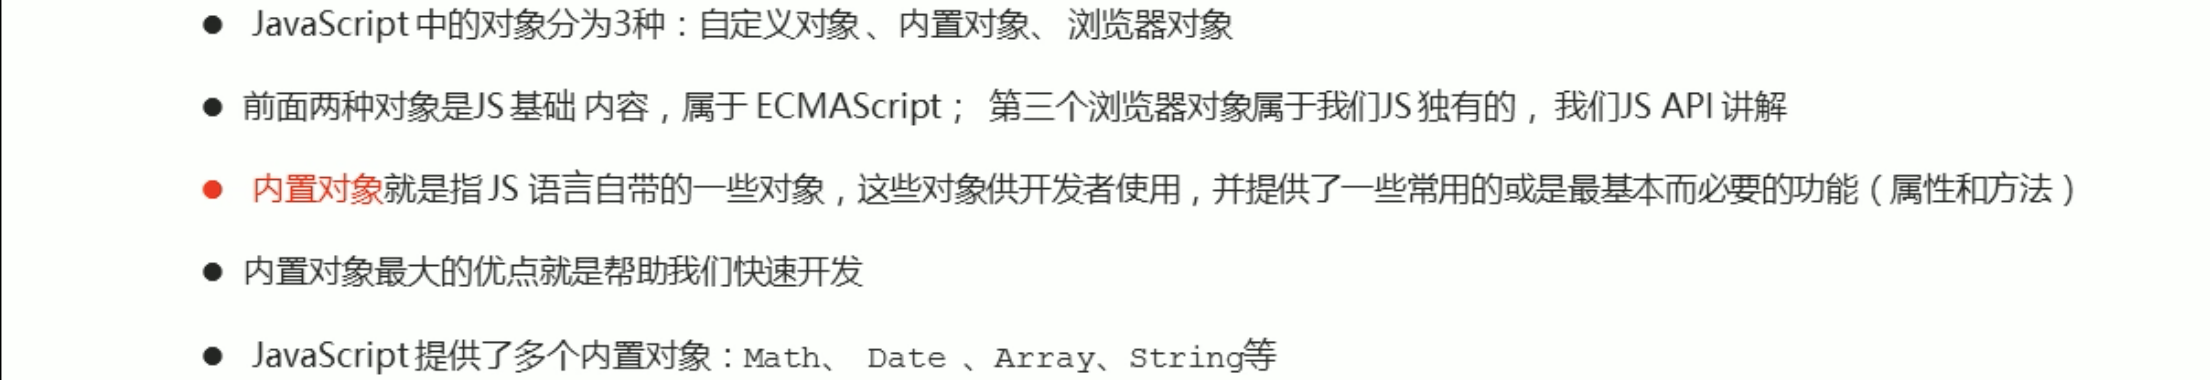 ● JavaScript 中的对象分为3种：自定义对象 、内置对象、 浏览器对象
● 前面两种对象是JS 基础 内容，属于 ECMAScript； 第三个浏览器对象属于我们JS 独有的， 我们JS API 讲解
● 内置对象就是指 JS 语言自带的一些对象，这些对象供开发者使用，并提供了一些常用的或是最基本而必要的功能（属性和方法）
● 内置对象最大的优点就是帮助我们快速开发
● JavaScript 提供了多个内置对象：Math、 Date 、Array、String等